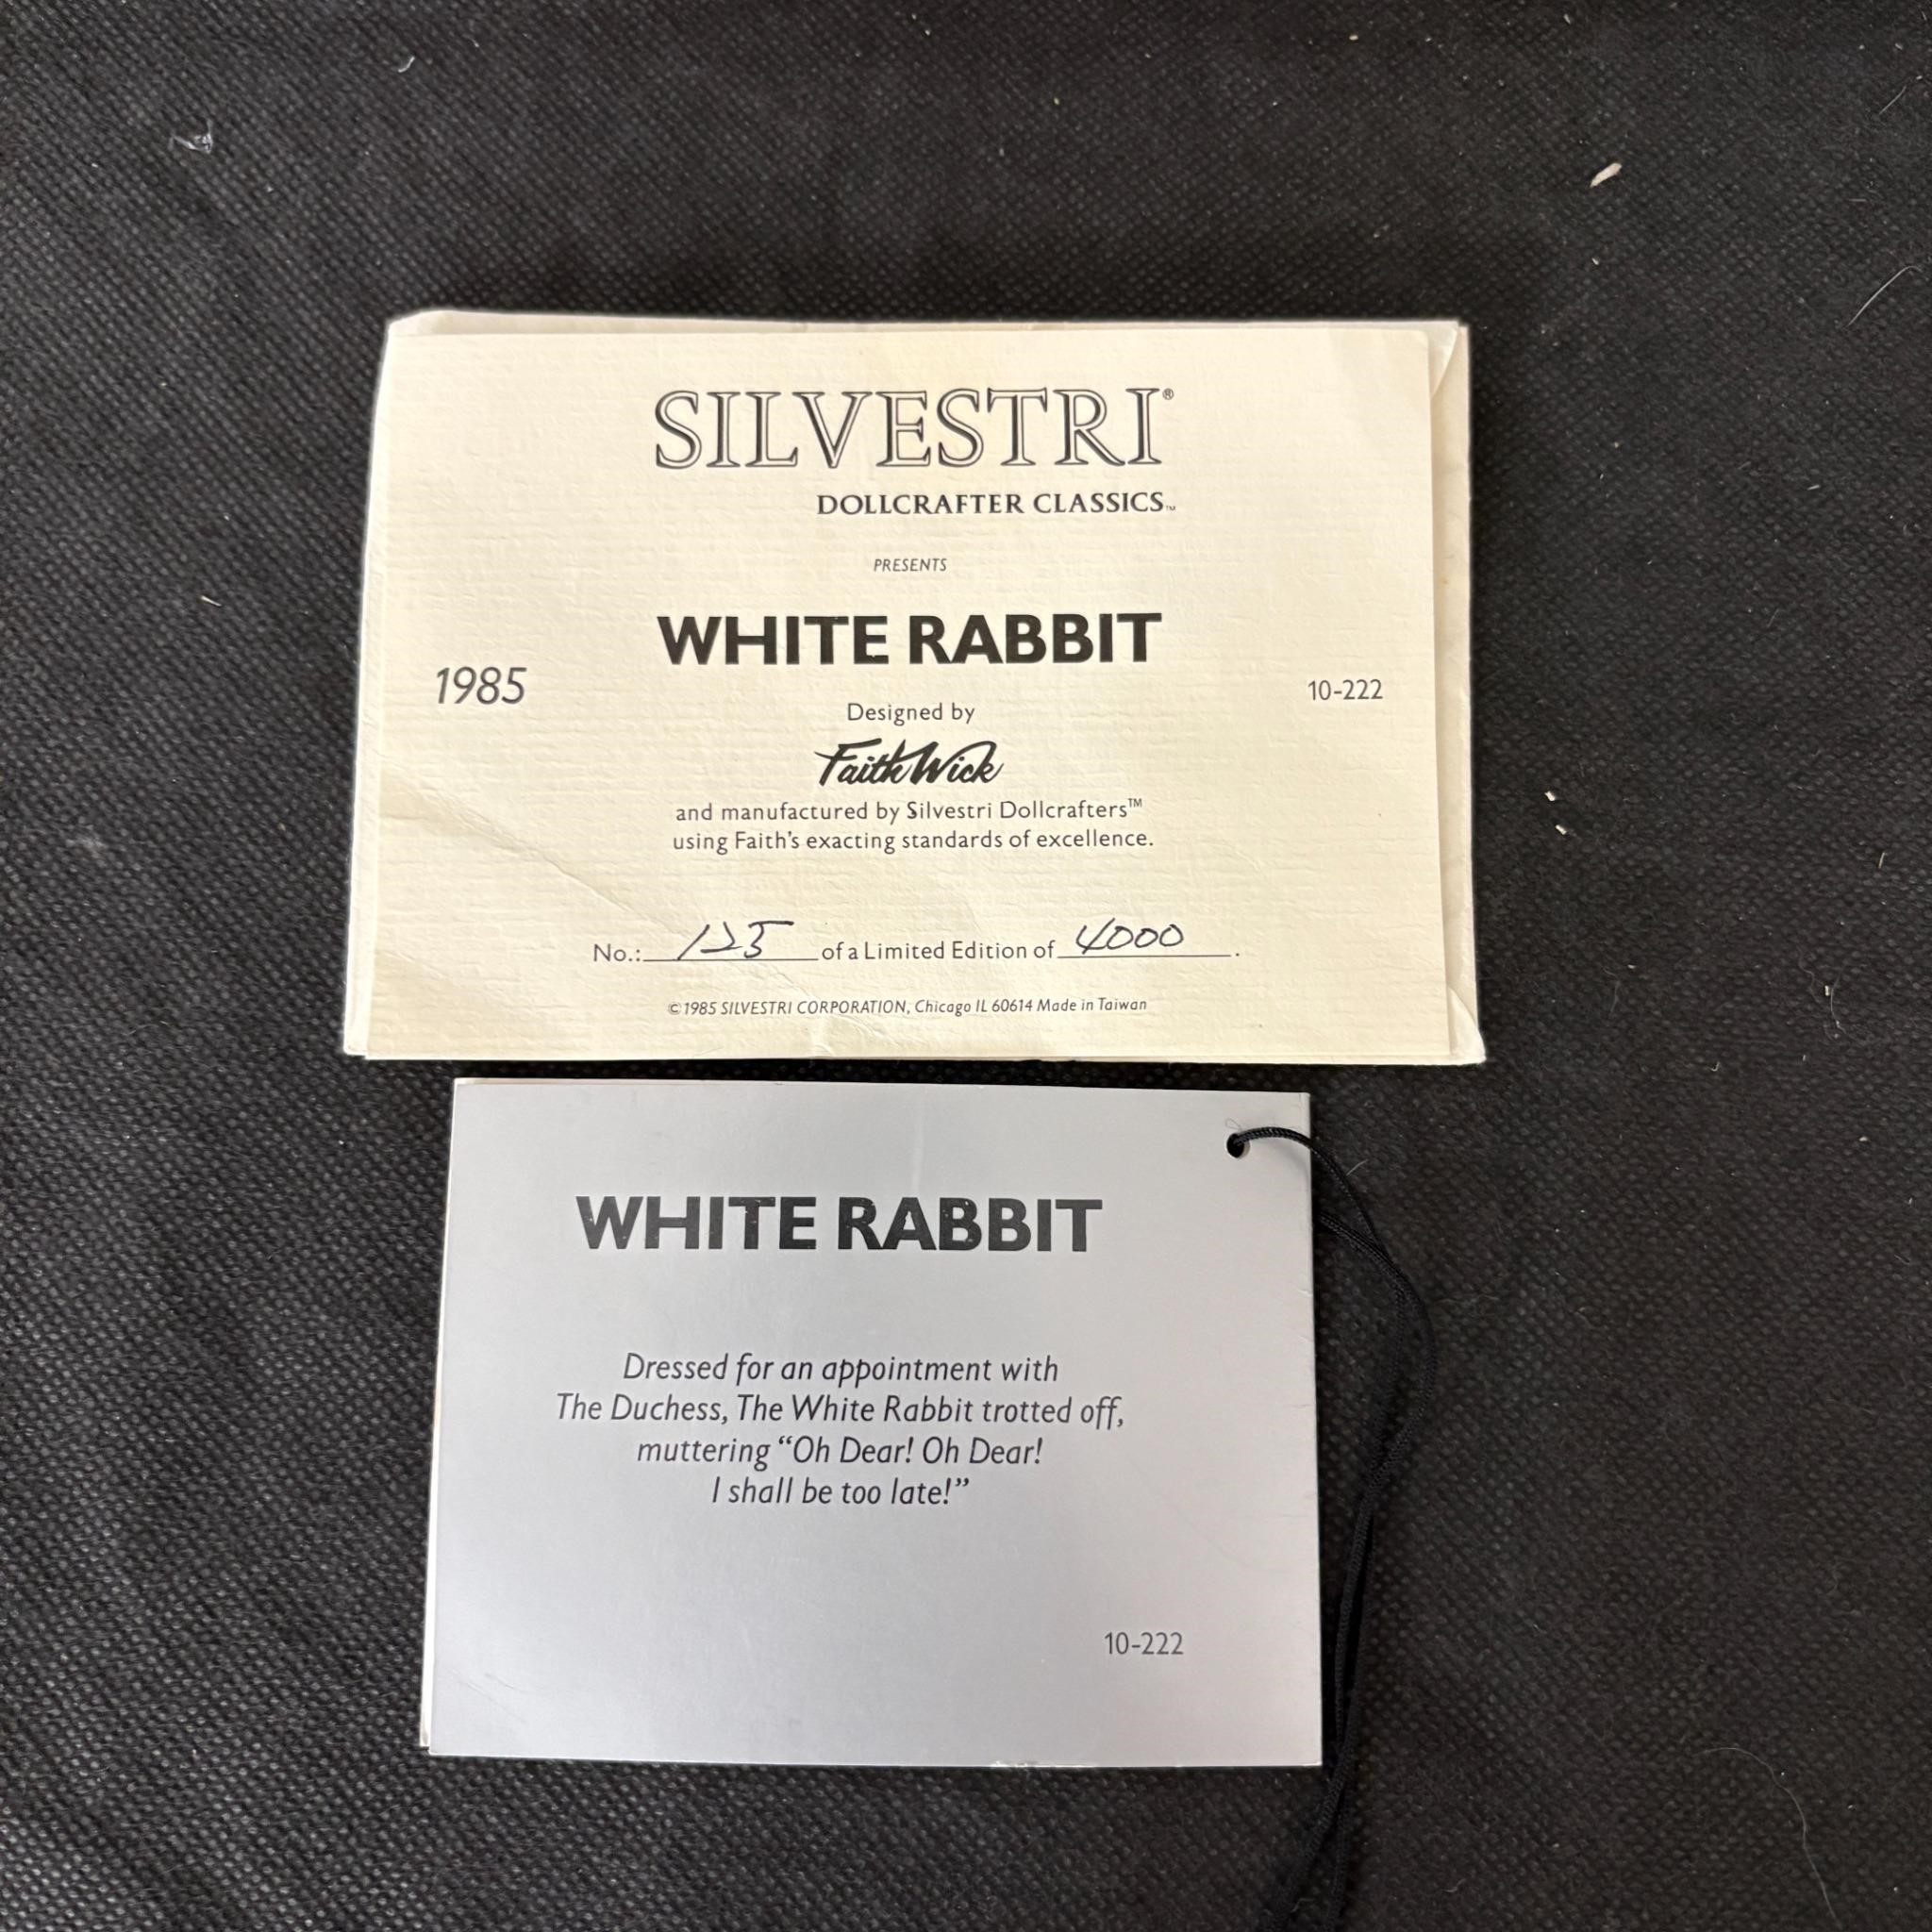 SILVESTRI®
DOLLCRAFTER CLASSICS™
PRESENTS
WHITE RABBIT
1985
10-222
Designed by
Faith Wick
and manufactured by Silvestri Dollcrafters™
using Faith's exacting standards of excellence.
No.: 125 of a Limited Edition of 4000.
©1985 SILVESTRI CORPORATION, Chicago IL 60614 Made in Taiwan
WHITE RABBIT
Dressed for an appointment with
The Duchess, The White Rabbit trotted off,
muttering “Oh Dear! Oh Dear!
I shall be too late!”
10-222